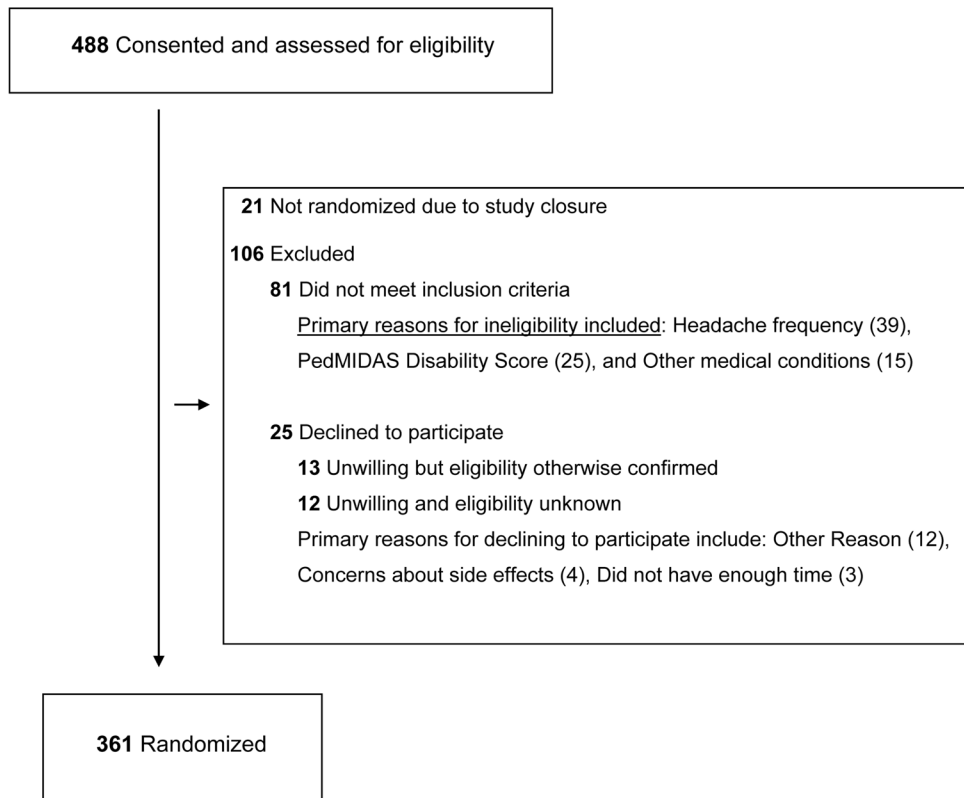 488 Consented and assessed for eligibility
21 Not randomized due to study closure
106 Excluded
81 Did not meet inclusion criteria
Primary reasons for ineligibility included: Headache frequency (39),
PedMIDAS Disability Score (25), and Other medical conditions (15)
25 Declined to participate
13 Unwilling but eligibility otherwise confirmed
12 Unwilling and eligibility unknown
Primary reasons for declining to participate include: Other Reason (12),
Concerns about side effects (4), Did not have enough time (3)
361 Randomized